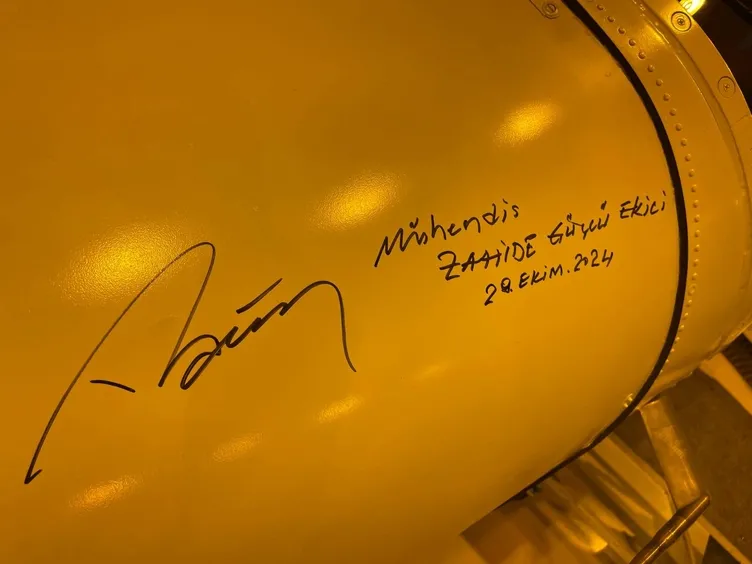 Mühendis
ZAHİDE Güçlü Ekici
29.EKİM.2024